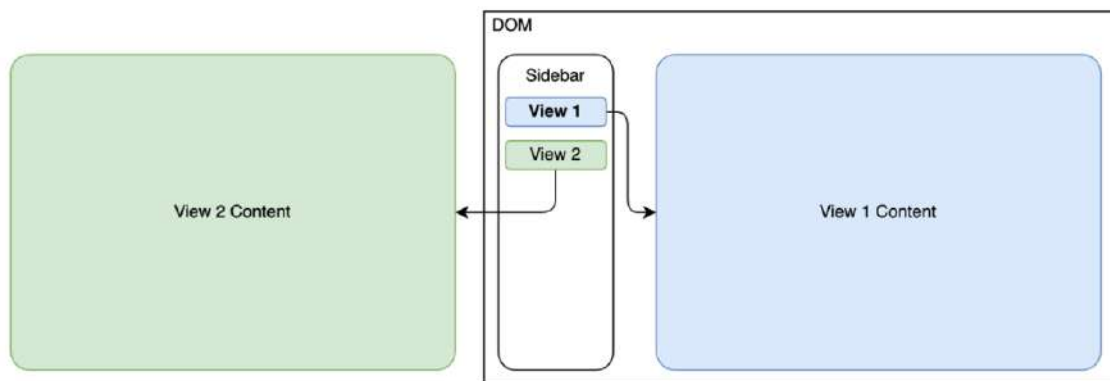 DOM
Sidebar
View 1
View 2
View 2 Content
View 1 Content